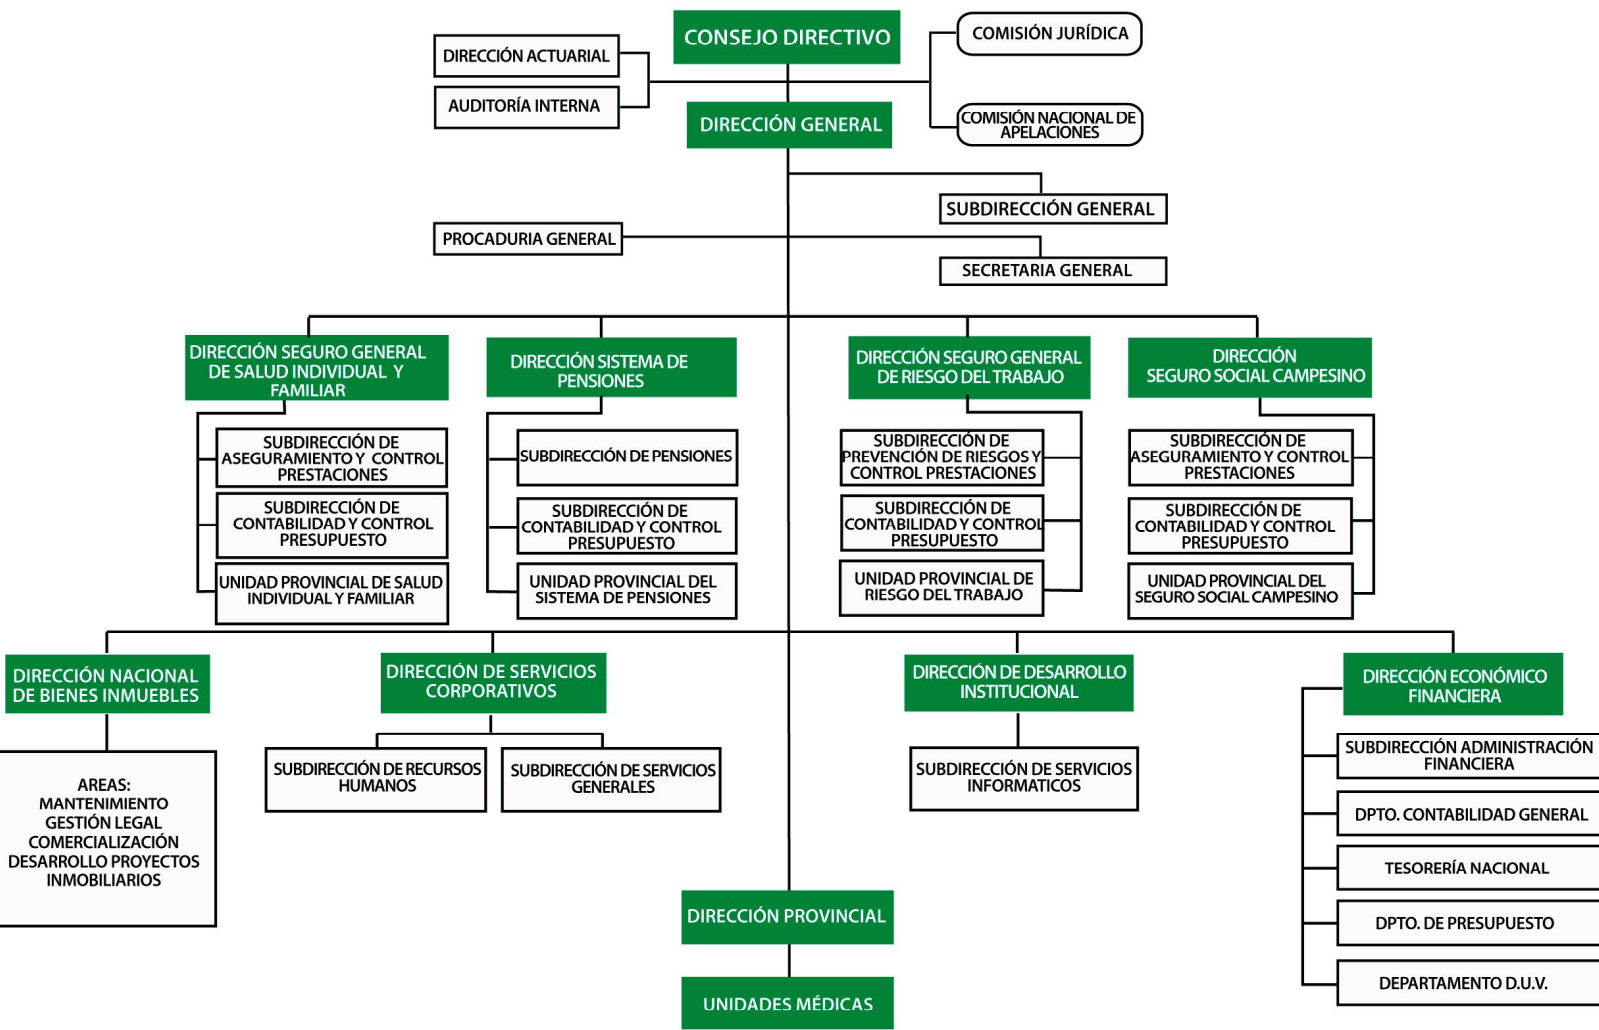 CONSEJO DIRECTIVO
COMISIÓN JURÍDICA
DIRECCIÓN ACTUARIAL
AUDITORÍA INTERNA
COMISIÓN NACIONAL DE
APELACIONES
DIRECCIÓN GENERAL
SUBDIRECCIÓN GENERAL
PROCADURIA GENERAL
SECRETARIA GENERAL
DIRECCIÓN SEGURO GENERAL
DE SALUD INDIVIDUAL Y
FAMILIAR
DIRECCIÓN SISTEMA DE
PENSIONES
DIRECCIÓN SEGURO GENERAL
DE RIESGO DEL TRABAJO
DIRECCIÓN
SEGURO SOCIAL CAMPESINO
SUBDIRECCIÓN DE
ASEGURAMIENTO Y CONTROL
PRESTACIONES
SUBDIRECCIÓN DE PENSIONES
SUBDIRECCIÓN DE
PREVENCIÓN DE RIESGOS Y
CONTROL PRESTACIONES
SUBDIRECCIÓN DE
ASEGURAMIENTO Y CONTROL
PRESTACIONES
SUBDIRECCIÓN DE
CONTABILIDAD Y CONTROL
PRESUPUESTO
SUBDIRECCIÓN DE
CONTABILIDAD Y CONTROL
PRESUPUESTO
SUBDIRECCIÓN DE
CONTABILIDAD Y CONTROL
PRESUPUESTO
SUBDIRECCIÓN DE
CONTABILIDAD Y CONTROL
PRESUPUESTO
UNIDAD PROVINCIAL DE SALUD
INDIVIDUAL Y FAMILIAR
UNIDAD PROVINCIAL DEL
SISTEMA DE PENSIONES
UNIDAD PROVINCIAL DE
RIESGO DEL TRABAJO
UNIDAD PROVINCIAL DEL
SEGURO SOCIAL CAMPESINO
DIRECCIÓN NACIONAL
DE BIENES INMUEBLES
DIRECCIÓN DE SERVICIOS
CORPORATIVOS
DIRECCIÓN DE DESARROLLO
INSTITUCIONAL
DIRECCIÓN ECONÓMICO
FINANCIERA
AREAS:
MANTENIMIENTO
GESTIÓN LEGAL
COMERCIALIZACIÓN
DESARROLLO PROYECTOS
INMOBILIARIOS
SUBDIRECCIÓN DE RECURSOS
HUMANOS
SUBDIRECCIÓN DE SERVICIOS
GENERALES
SUBDIRECCIÓN DE SERVICIOS
INFORMATICOS
SUBDIRECCIÓN ADMINISTRACIÓN
FINANCIERA
DPTO. CONTABILIDAD GENERAL
TESORERÍA NACIONAL
DPTO. DE PRESUPUESTO
DEPARTAMENTO D.U.V.
DIRECCIÓN PROVINCIAL
UNIDADES MÉDICAS